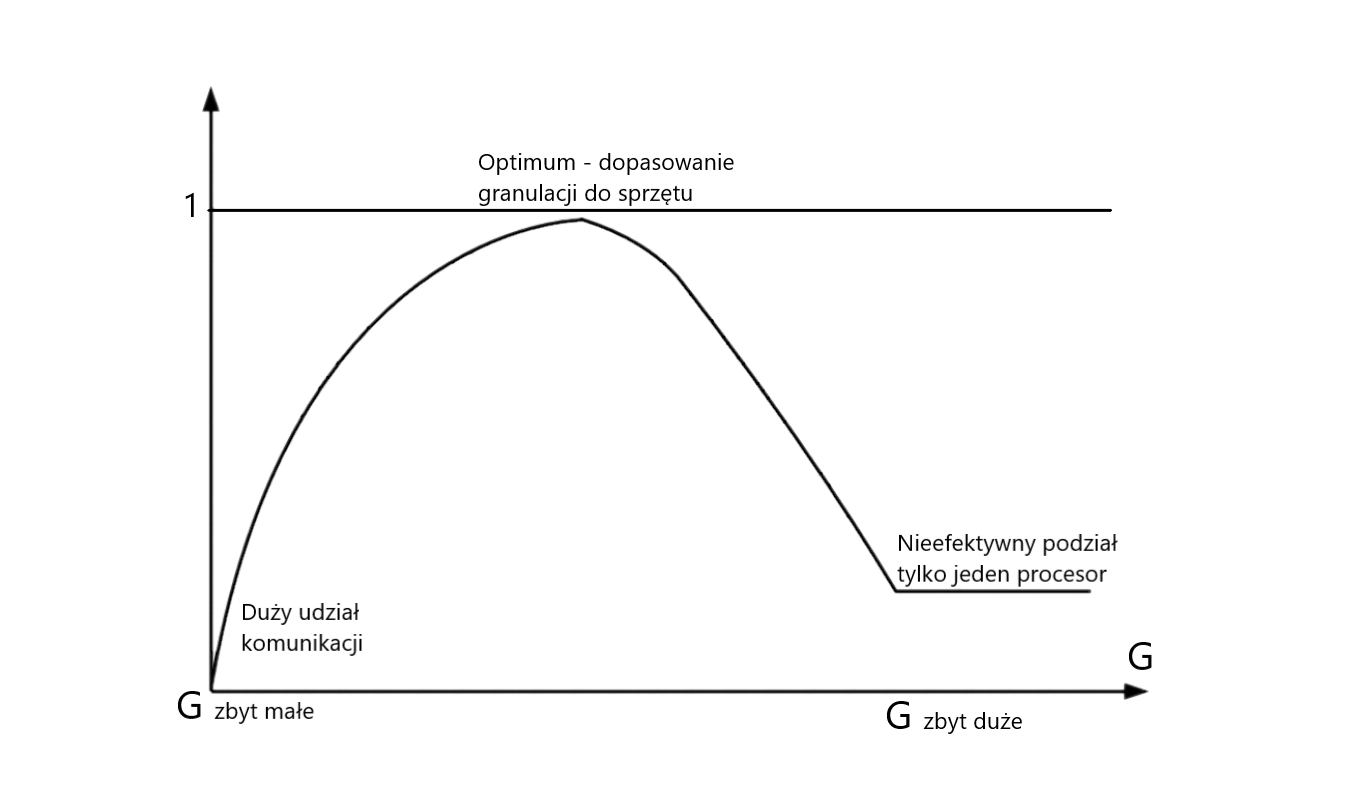 Optimum - dopasowanie
granulacji do sprzętu
1
Nieefektywny podział
tylko jeden procesor
Duży udział
komunikacji
G
G zbyt małe
G zbyt duże